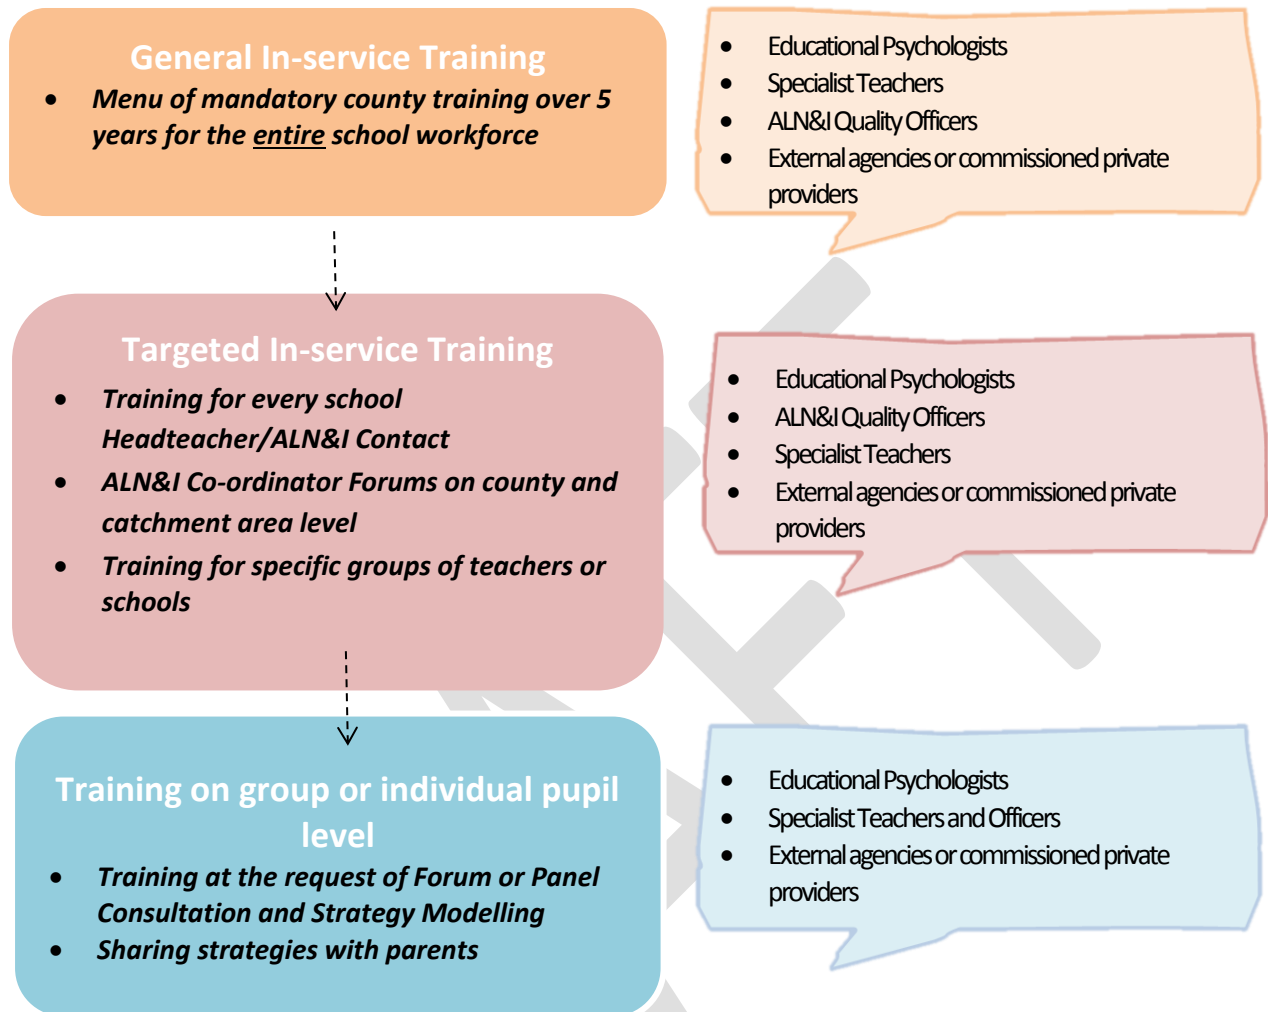 General In-service Training
• Menu of mandatory county training over 5
years for the entire school workforce
• Educational Psychologists
• Specialist Teachers
• ALN&I Quality Officers
• External agencies or commissioned private
providers
Targeted In-service Training
• Training for every school
Headteacher/ALN&I Contact
• ALN&I Co-ordinator Forums on county and
catchment area level
• Training for specific groups of teachers or
schools
• Educational Psychologists
• ALN&I Quality Officers
• Specialist Teachers
• External agencies or commissioned private
providers
Training on group or individual pupil
level
• Training at the request of Forum or Panel
Consultation and Strategy Modelling
• Sharing strategies with parents
• Educational Psychologists
• Specialist Teachers and Officers
• External agencies or commissioned private
providers